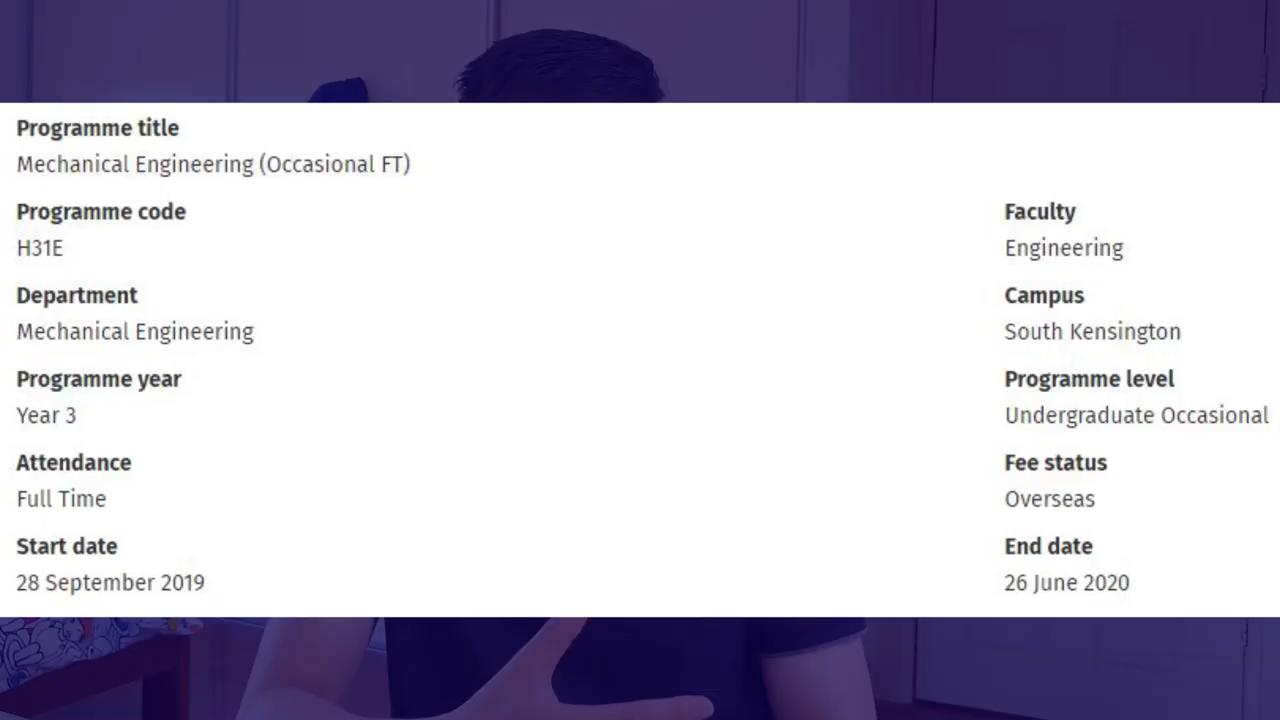 Programme title
Mechanical Engineering (Occasional FT)
Programme code
H31E
Faculty
Engineering
Department
Mechanical Engineering
Campus
South Kensington
Programme year
Year 3
Programme level
Undergraduate Occasional
Attendance
Full Time
Fee status
Overseas
Start date
28 September 2019
End date
26 June 2020